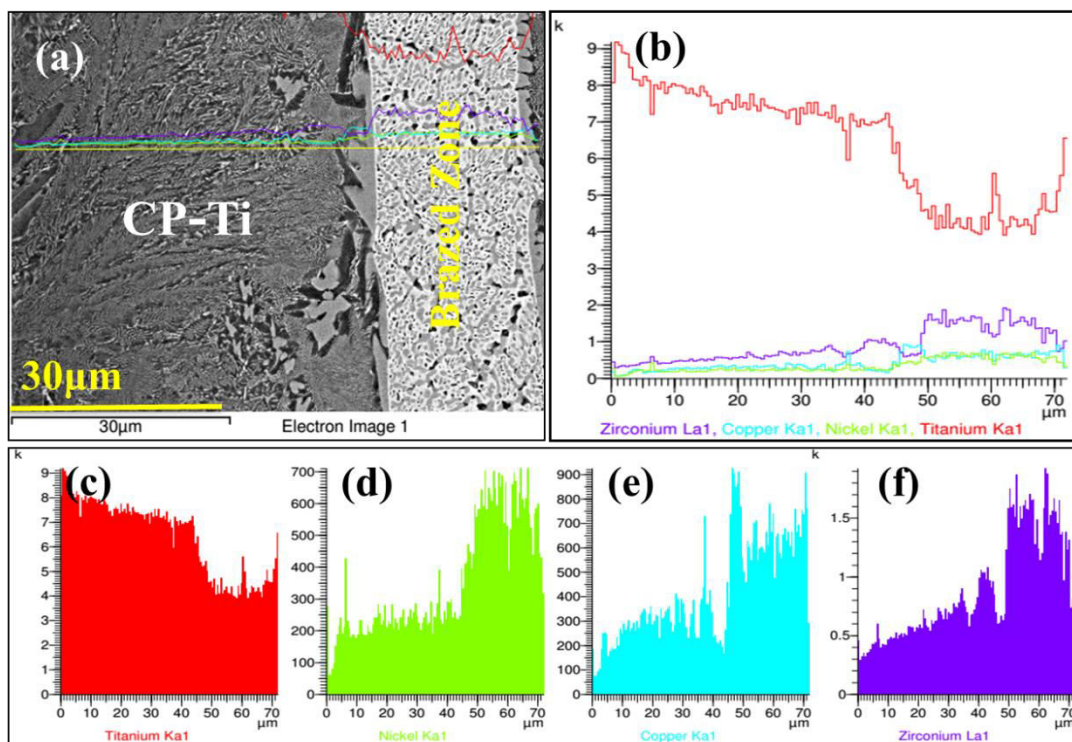 (a)
CP-Ti
Brazed Zone
30μm
30μm
Electron Image 1
k
(b)
9
8
7
6
5
4
3
2
1
0
0 10 20 30 40 50 60 70
μm
Zirconium La1, Copper Ka1, Nickel Ka1, Titanium Ka1
k
(c)
9
8
7
6
5
4
3
2
1
0
0 10 20 30 40 50 60 70
μm
Titanium Ka1
(d)
700
600
500
400
300
200
100
0
0 10 20 30 40 50 60 70
μm
Nickel Ka1
(e)
900
800
700
600
500
400
300
200
100
0
0 10 20 30 40 50 60 70
μm
Copper Ka1
k
(f)
1.5
1
0.5
0
0 10 20 30 40 50 60 70
μm
Zirconium La1